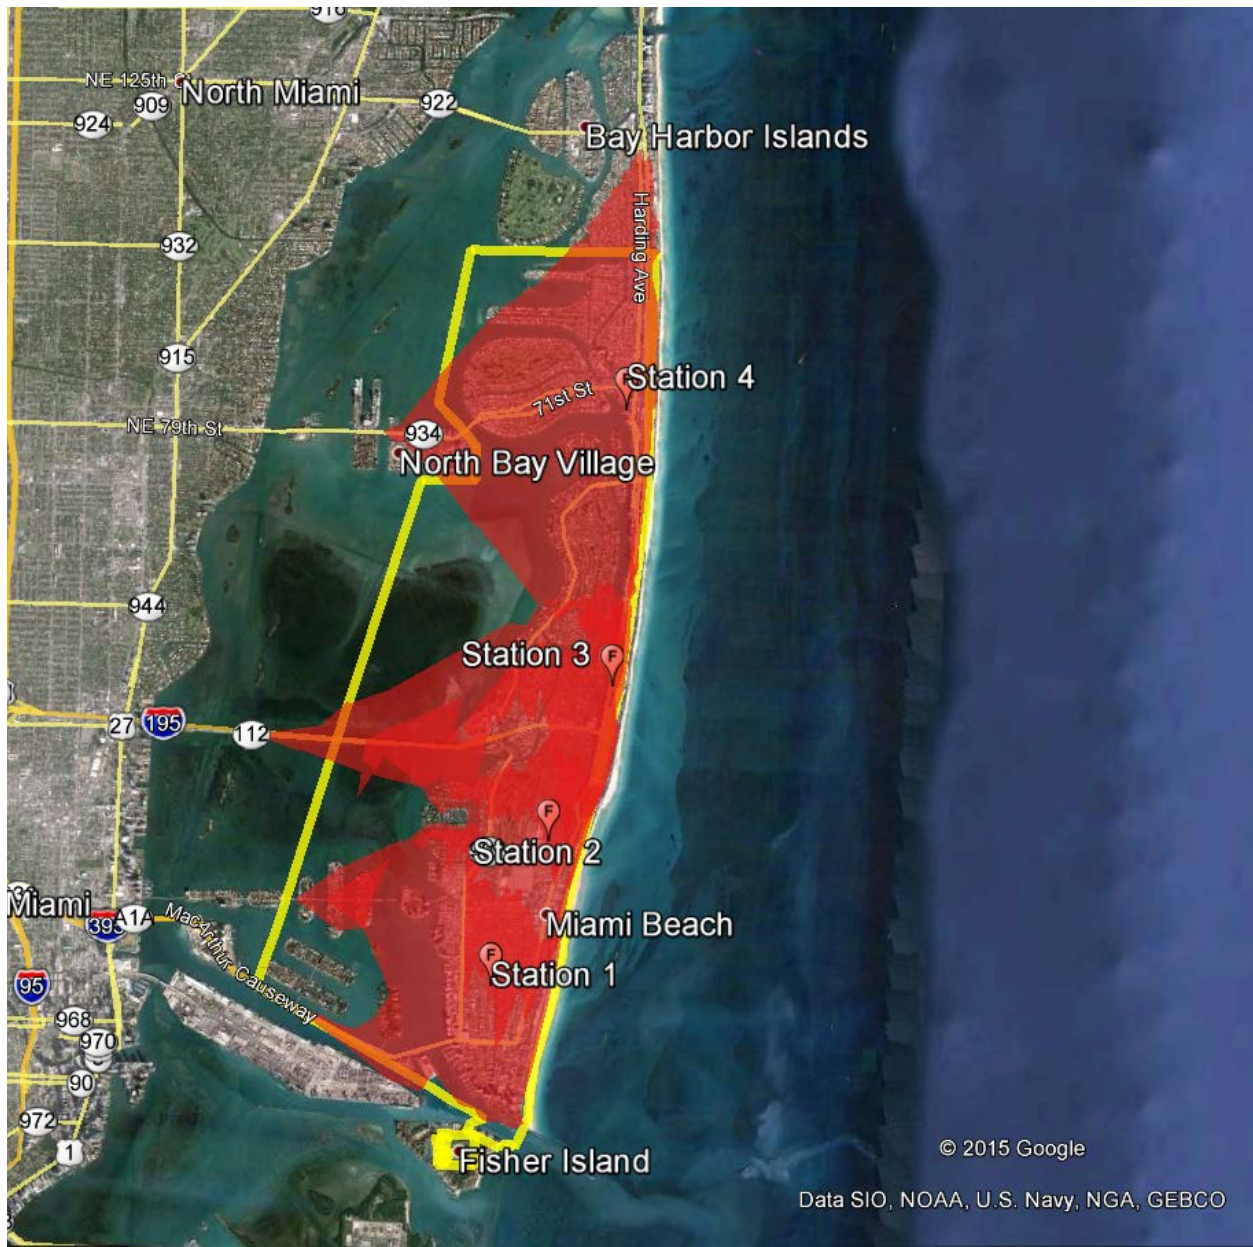 916
NE 125th St
North Miami
909
922
924
Bay Harbor Islands
Harding Ave
932
915
Station 4
71st St
NE 79th St
934
North Bay Village
944
Station 3
195
27
112
Station 2
Miami
395
A1A
MacArthur Causeway
Miami Beach
Station 1
95
968
970
90
972
1
Fisher Island
© 2015 Google
Data SIO, NOAA, U.S. Navy, NGA, GEBCO
F
F
F